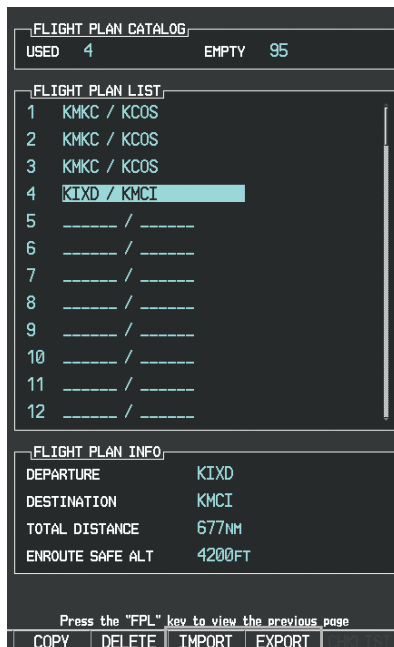 FLIGHT PLAN CATALOG
USED 4 EMPTY 95
FLIGHT PLAN LIST
1 KMKC / KCOS
2 KMKC / KCOS
3 KMKC / KCOS
4 KIXD / KMCI
5 ______ / ______
6 ______ / ______
7 ______ / ______
8 ______ / ______
9 ______ / ______
10 ______ / ______
11 ______ / ______
12 ______ / ______
FLIGHT PLAN INFO
DEPARTURE KIXD
DESTINATION KMCI
TOTAL DISTANCE 677NM
ENROUTE SAFE ALT 4200FT
Press the "FPL" key to view the previous page
COPY DELETE IMPORT EXPORT CHKLIST